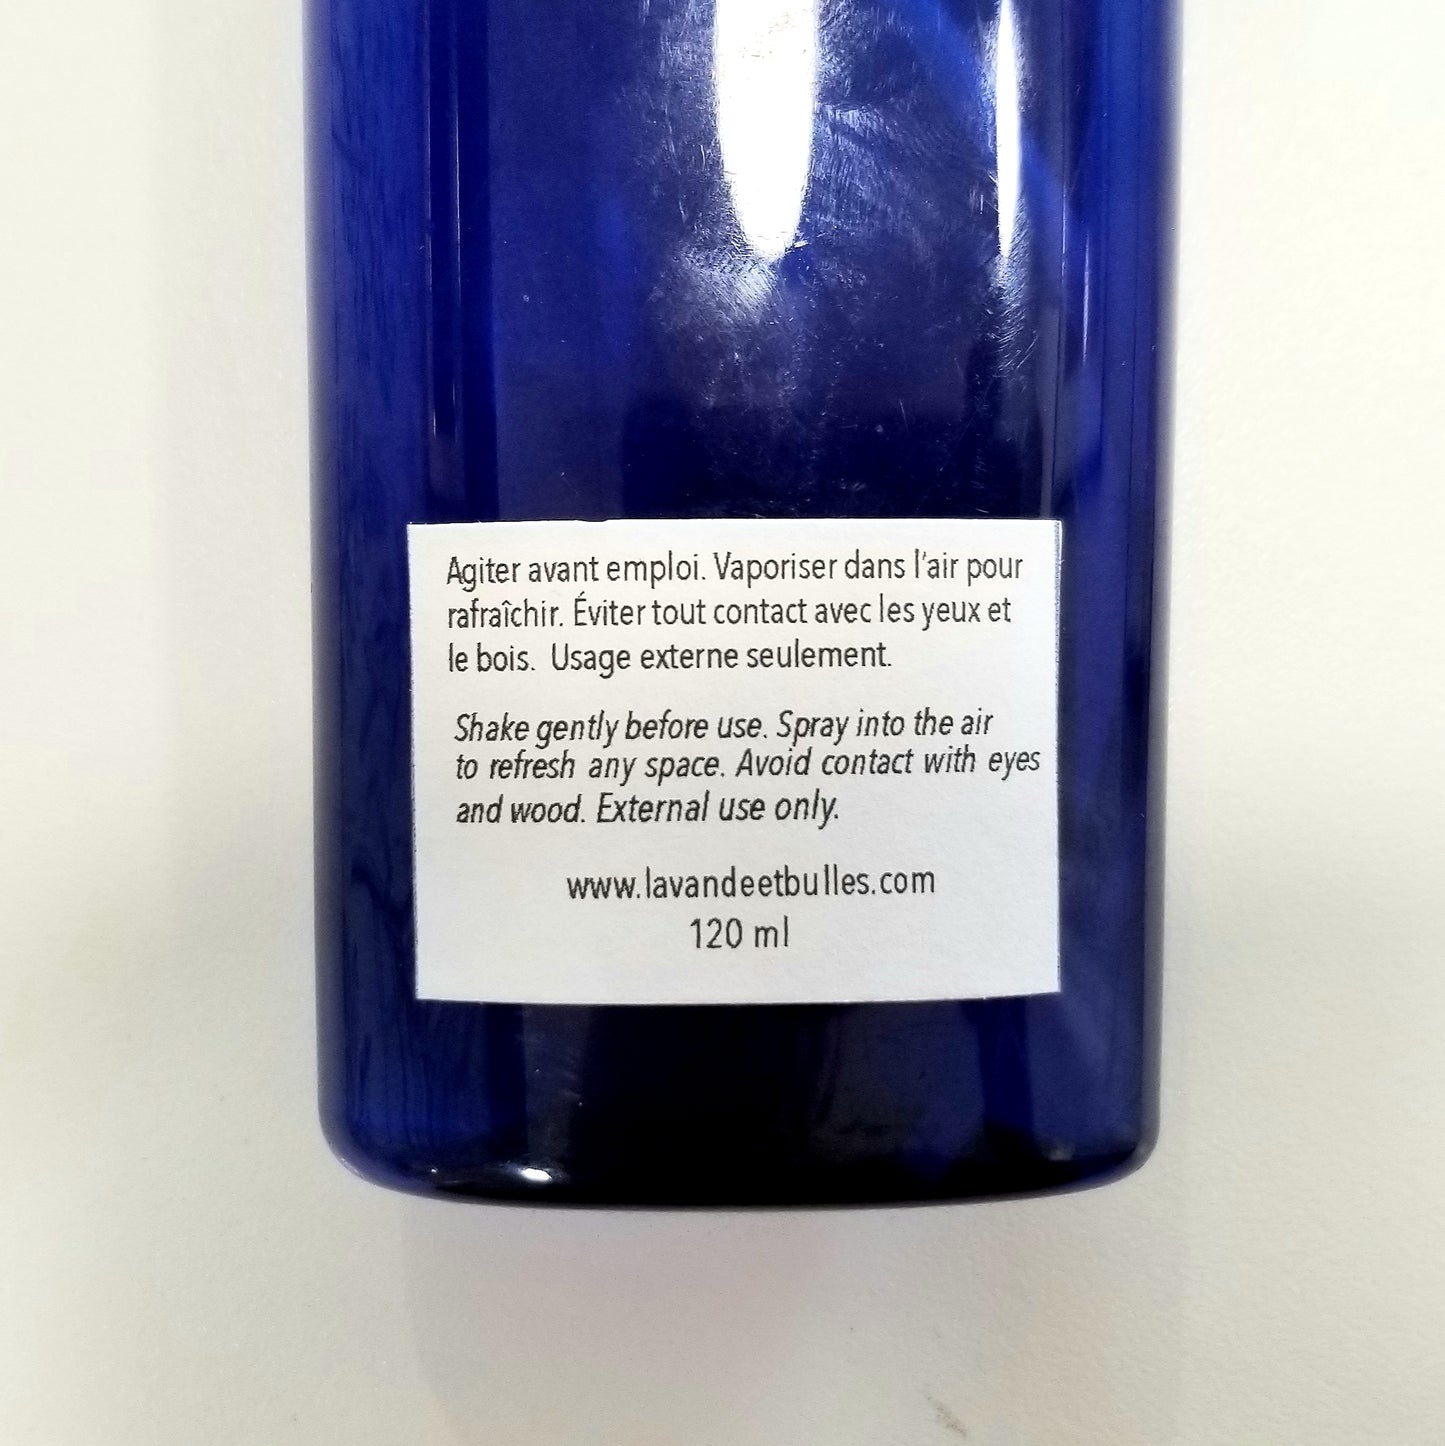 Agiter avant emploi. Vaporiser dans l'air pour
rafraîchir. Éviter tout contact avec les yeux et
le bois. Usage externe seulement.
Shake gently before use. Spray into the air
to refresh any space. Avoid contact with eyes
and wood. External use only.
www.lavandeetbulles.com
120 ml